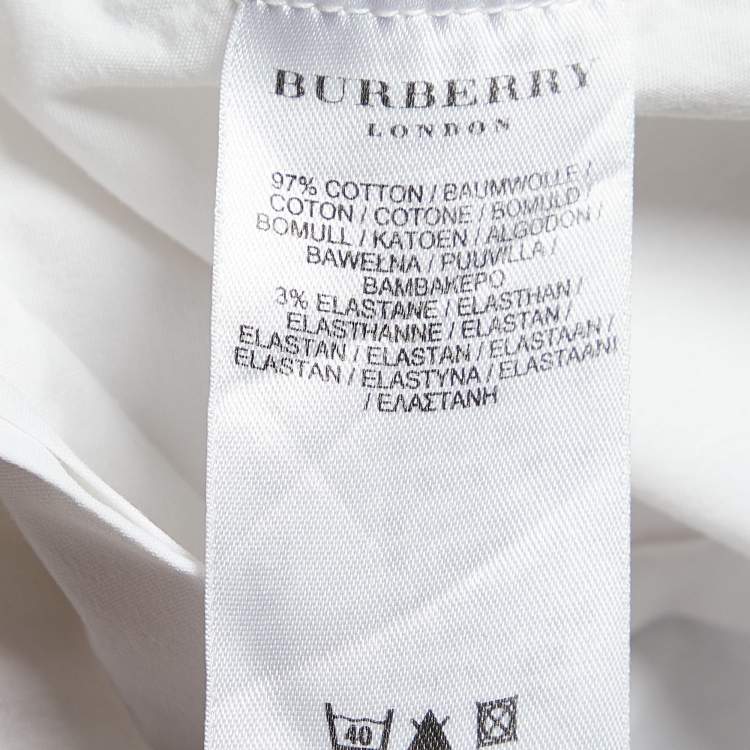 BURBERRY
LONDON
97% COTTON / BAUMWOLLE /
COTON / COTONE / BOMULD /
BOMULL / KATOEN / ALGODON /
BAWEŁNA / PUUVILLA /
ΒΑΜΒΑΚΕΡΟ
3% ELASTANE / ELASTHAN /
ELASTHANNE / ELASTAN /
ELASTAN / ELASTAN / ELASTAAN /
ELASTAN / ELASTYNA / ELASTAANI
/ ΕΛΑΣΤΑΝΗ
40